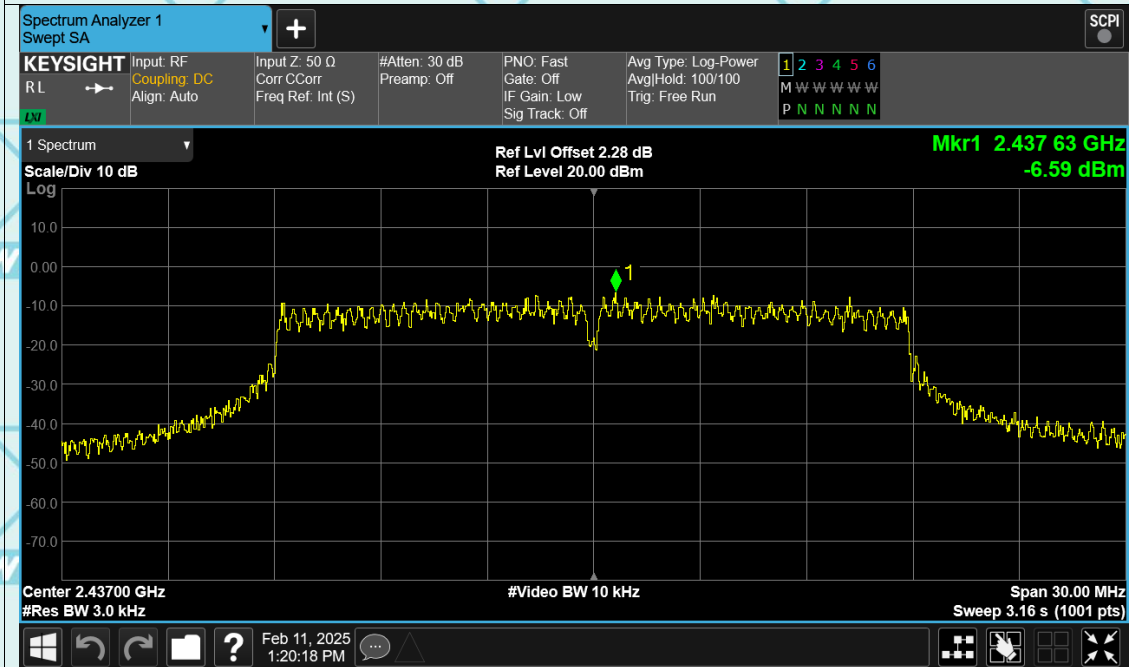 Spectrum Analyzer 1
Swept SA
+
SCPI
KEYSIGHT
RL
LXI
Input: RF
Coupling: DC
Align: Auto
Input Z: 50 Ω
Corr CCorr
Freq Ref: Int (S)
#Atten: 30 dB
Preamp: Off
PNO: Fast
Gate: Off
IF Gain: Low
Sig Track: Off
Avg Type: Log-Power
Avg|Hold: 100/100
Trig: Free Run
1 2 3 4 5 6
M W W W W W
P N N N N N
1 Spectrum
Scale/Div 10 dB
Log
Ref Lvl Offset 2.28 dB
Ref Level 20.00 dBm
Mkr1 2.437 63 GHz
-6.59 dBm
10.0
0.00
1
-10.0
-20.0
-30.0
-40.0
-50.0
-60.0
-70.0
Center 2.43700 GHz
#Video BW 10 kHz
Span 30.00 MHz
#Res BW 3.0 kHz
Sweep 3.16 s (1001 pts)
?
Feb 11, 2025
1:20:18 PM